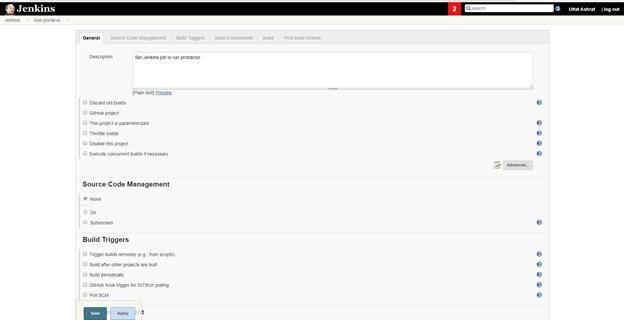 Jenkins
2
search
Ulfat Ashraf
| log out
Jenkins
one-portal-ui
General
Source Code Management
Build Triggers
Build Environment
Build
Post-build Actions
Description
Set Jenkins job to run protractor
[Plain text] Preview
Discard old builds
GitHub project
This project is parameterized
Throttle builds
Disable this project
Execute concurrent builds if necessary
Advanced...
Source Code Management
None
Git
Subversion
Build Triggers
Trigger builds remotely (e.g., from scripts)
Build after other projects are built
Build periodically
GitHub hook trigger for GITScm polling
Poll SCM
Save
Apply